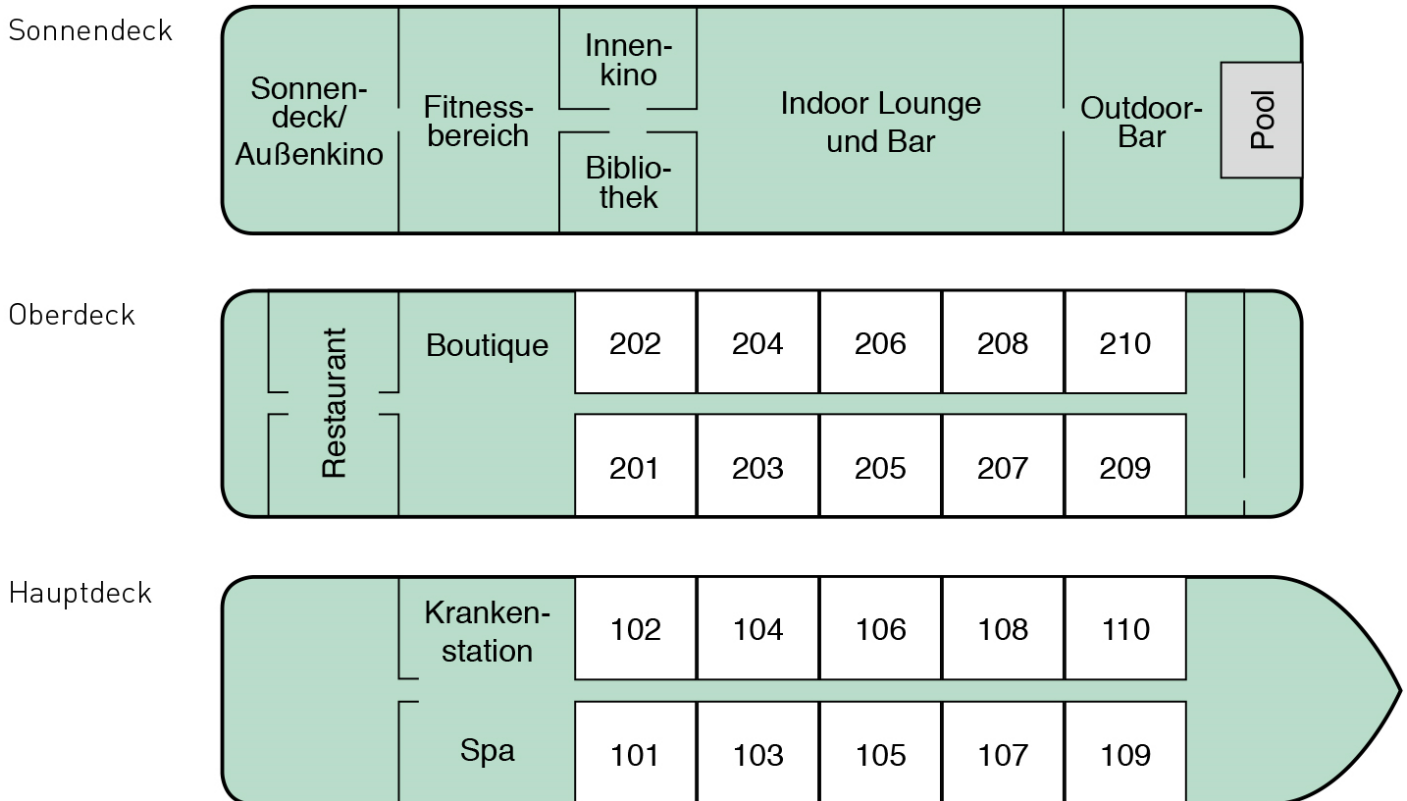 Sonnendeck
Sonnen-
deck/
Außenkino
Fitness-
bereich
Innen-
kino
Biblio-
thek
Indoor Lounge
und Bar
Outdoor-
Bar
Pool
Oberdeck
Restaurant
Boutique
202 204 206 208 210
201 203 205 207 209
Hauptdeck
Kranken-
station
102 104 106 108 110
Spa
101 103 105 107 109